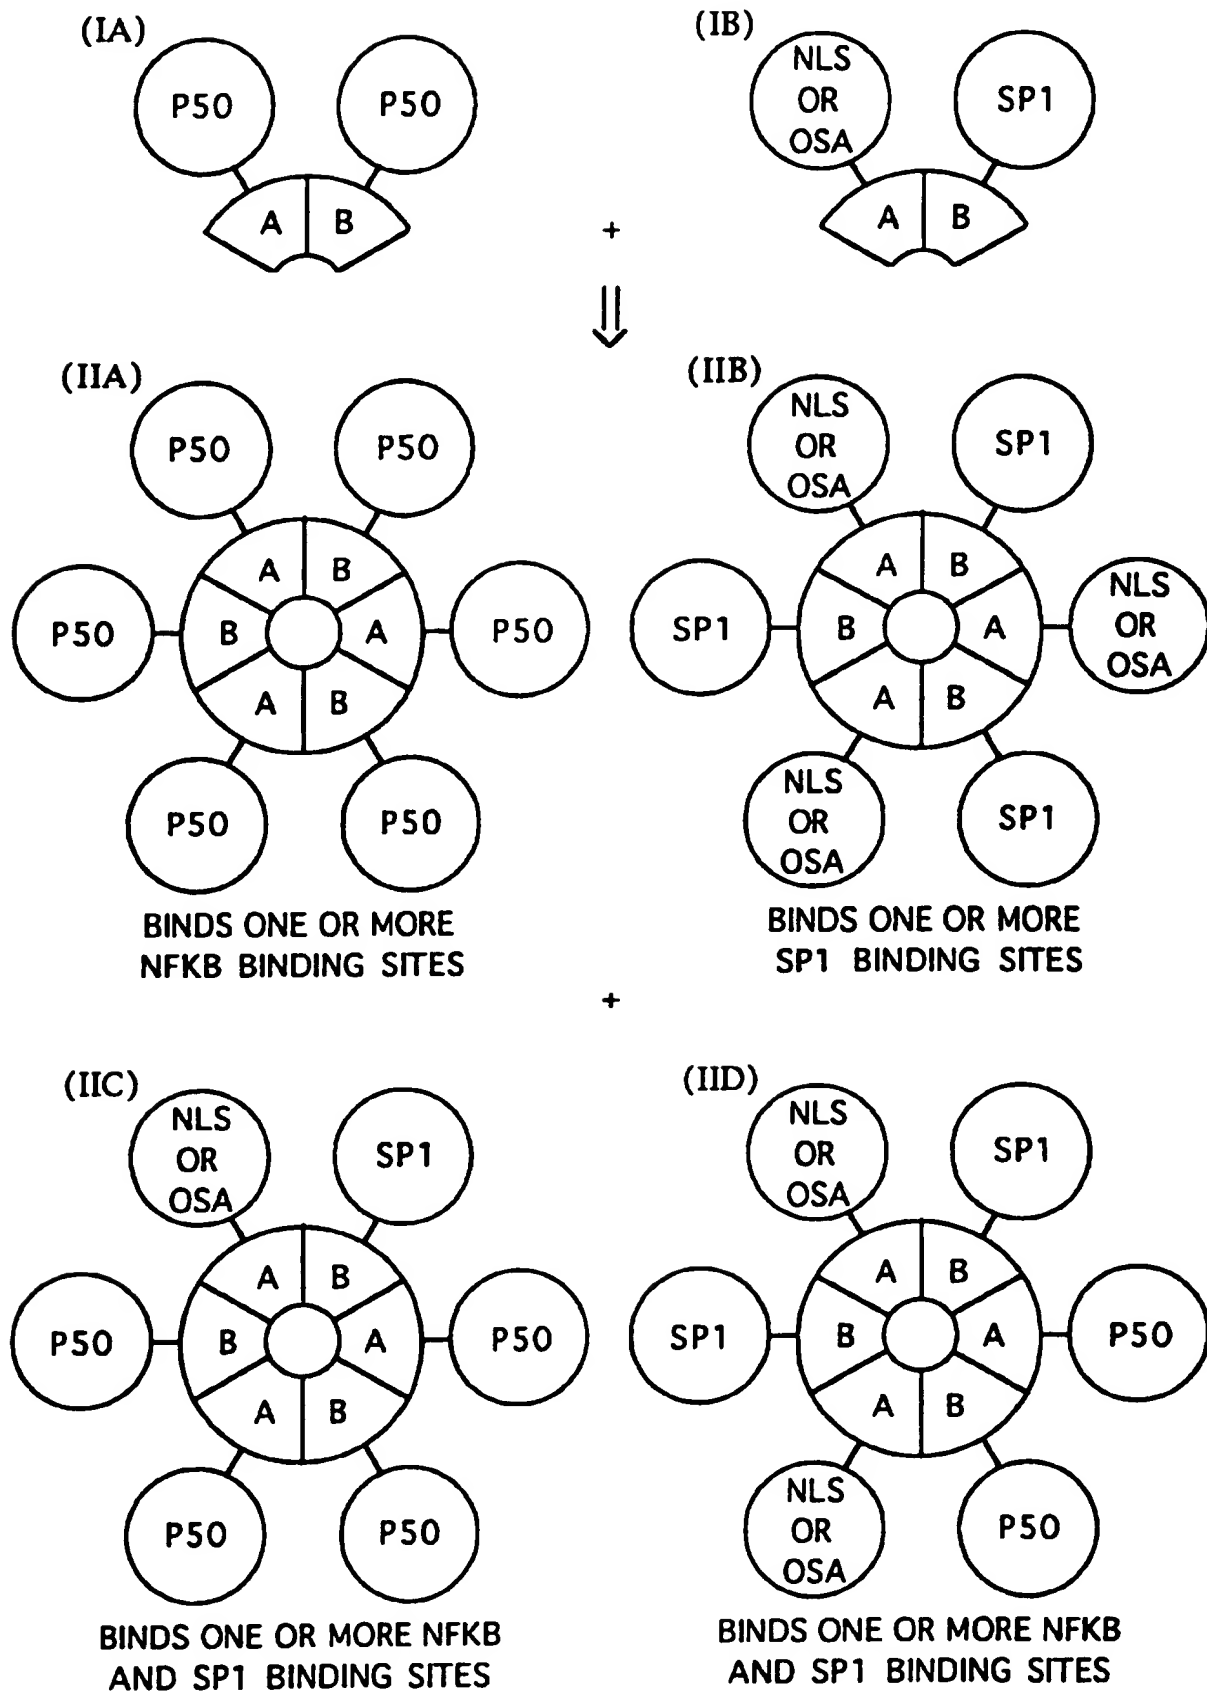 (IA)
P50
P50
A
B
(IB)
NLS
OR
OSA
SP1
A
B
+
(IIA)
P50
P50
A
B
P50
B
A
P50
A
B
P50
P50
BINDS ONE OR MORE
NFKB BINDING SITES
(IIB)
NLS
OR
OSA
SP1
A
B
SP1
B
A
NLS
OR
OSA
A
B
NLS
OR
OSA
SP1
BINDS ONE OR MORE
SP1 BINDING SITES
+
(IIC)
NLS
OR
OSA
SP1
A
B
P50
B
A
P50
A
B
P50
P50
BINDS ONE OR MORE NFKB
AND SP1 BINDING SITES
(IID)
NLS
OR
OSA
SP1
A
B
SP1
B
A
P50
A
B
NLS
OR
OSA
P50
BINDS ONE OR MORE NFKB
AND SP1 BINDING SITES